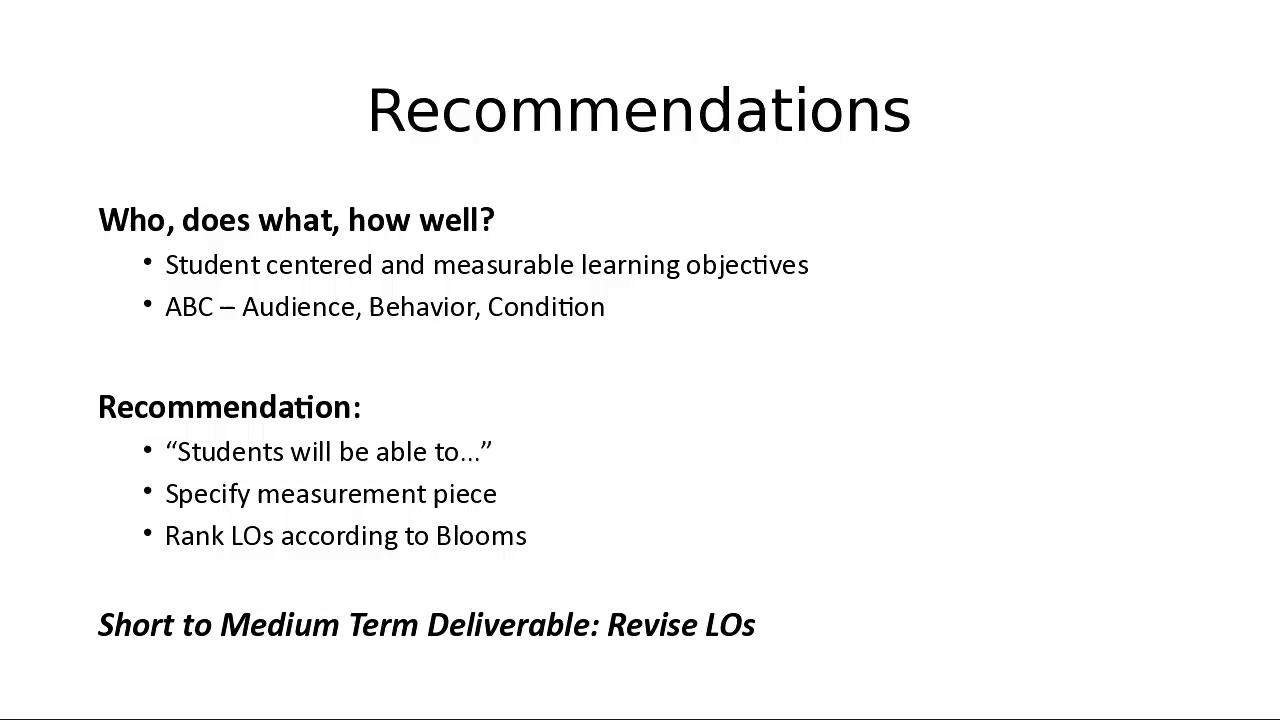 Recommendations
Who, does what, how well?
• Student centered and measurable learning objectives
• ABC – Audience, Behavior, Condition
Recommendation:
• “Students will be able to…”
• Specify measurement piece
• Rank LOs according to Blooms
Short to Medium Term Deliverable: Revise LOs